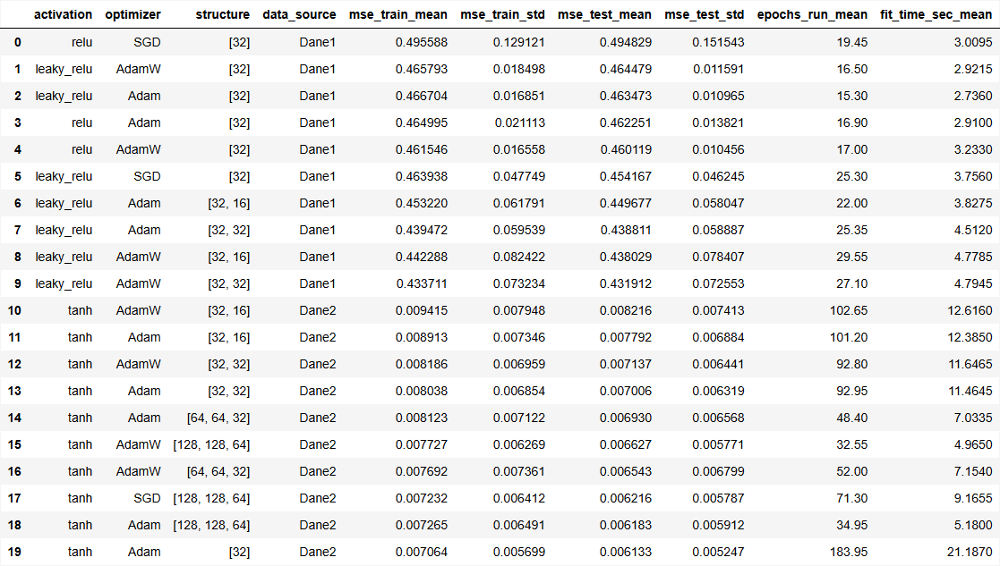 activation optimizer structure data_source mse_train_mean mse_train_std mse_test_mean mse_test_std epochs_run_mean fit_time_sec_mean
0 relu SGD [32] Dane1 0.495588 0.129121 0.494829 0.151543 19.45 3.0095
1 leaky_relu AdamW [32] Dane1 0.465793 0.018498 0.464479 0.011591 16.50 2.9215
2 leaky_relu Adam [32] Dane1 0.466704 0.016851 0.463473 0.010965 15.30 2.7360
3 relu Adam [32] Dane1 0.464995 0.021113 0.462251 0.013821 16.90 2.9100
4 relu AdamW [32] Dane1 0.461546 0.016558 0.460119 0.010456 17.00 3.2330
5 leaky_relu SGD [32] Dane1 0.463938 0.047749 0.454167 0.046245 25.30 3.7560
6 leaky_relu Adam [32, 16] Dane1 0.453220 0.061791 0.449677 0.058047 22.00 3.8275
7 leaky_relu Adam [32, 32] Dane1 0.439472 0.059539 0.438811 0.058887 25.35 4.5120
8 leaky_relu AdamW [32, 16] Dane1 0.442288 0.082422 0.438029 0.078407 29.55 4.7785
9 leaky_relu AdamW [32, 32] Dane1 0.433711 0.073234 0.431912 0.072553 27.10 4.7945
10 tanh AdamW [32, 16] Dane2 0.009415 0.007948 0.008216 0.007413 102.65 12.6160
11 tanh Adam [32, 16] Dane2 0.008913 0.007346 0.007792 0.006884 101.20 12.3850
12 tanh AdamW [32, 32] Dane2 0.008186 0.006959 0.007137 0.006441 92.80 11.6465
13 tanh Adam [32, 32] Dane2 0.008038 0.006854 0.007006 0.006319 92.95 11.4645
14 tanh Adam [64, 64, 32] Dane2 0.008123 0.007122 0.006930 0.006568 48.40 7.0335
15 tanh AdamW [128, 128, 64] Dane2 0.007727 0.006269 0.006627 0.005771 32.55 4.9650
16 tanh AdamW [64, 64, 32] Dane2 0.007692 0.007361 0.006543 0.006799 52.00 7.1540
17 tanh SGD [128, 128, 64] Dane2 0.007232 0.006412 0.006216 0.005787 71.30 9.1655
18 tanh Adam [128, 128, 64] Dane2 0.007265 0.006491 0.006183 0.005912 34.95 5.1800
19 tanh Adam [32] Dane2 0.007064 0.005699 0.006133 0.005247 183.95 21.1870